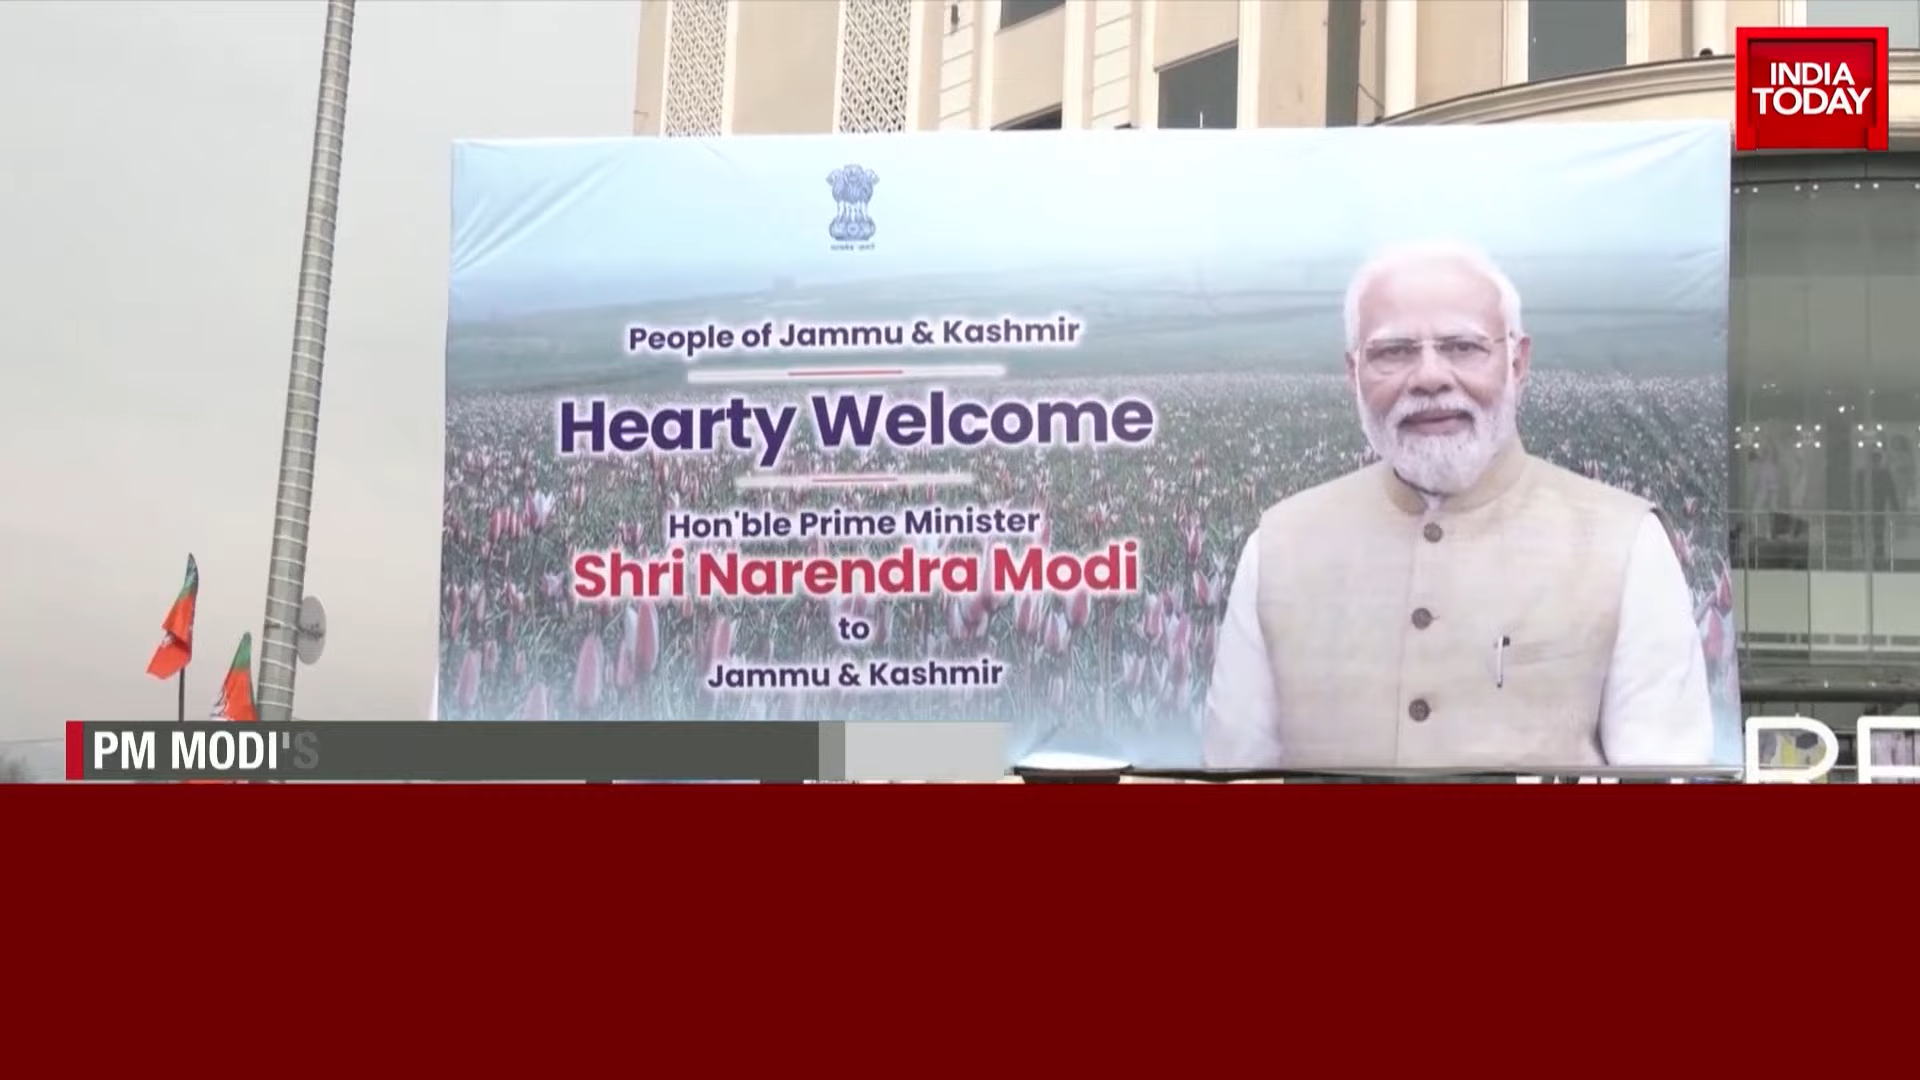 INDIA
TODAY
People of Jammu & Kashmir
Hearty Welcome
Hon'ble Prime Minister
Shri Narendra Modi
to
Jammu & Kashmir
PM MODI'S